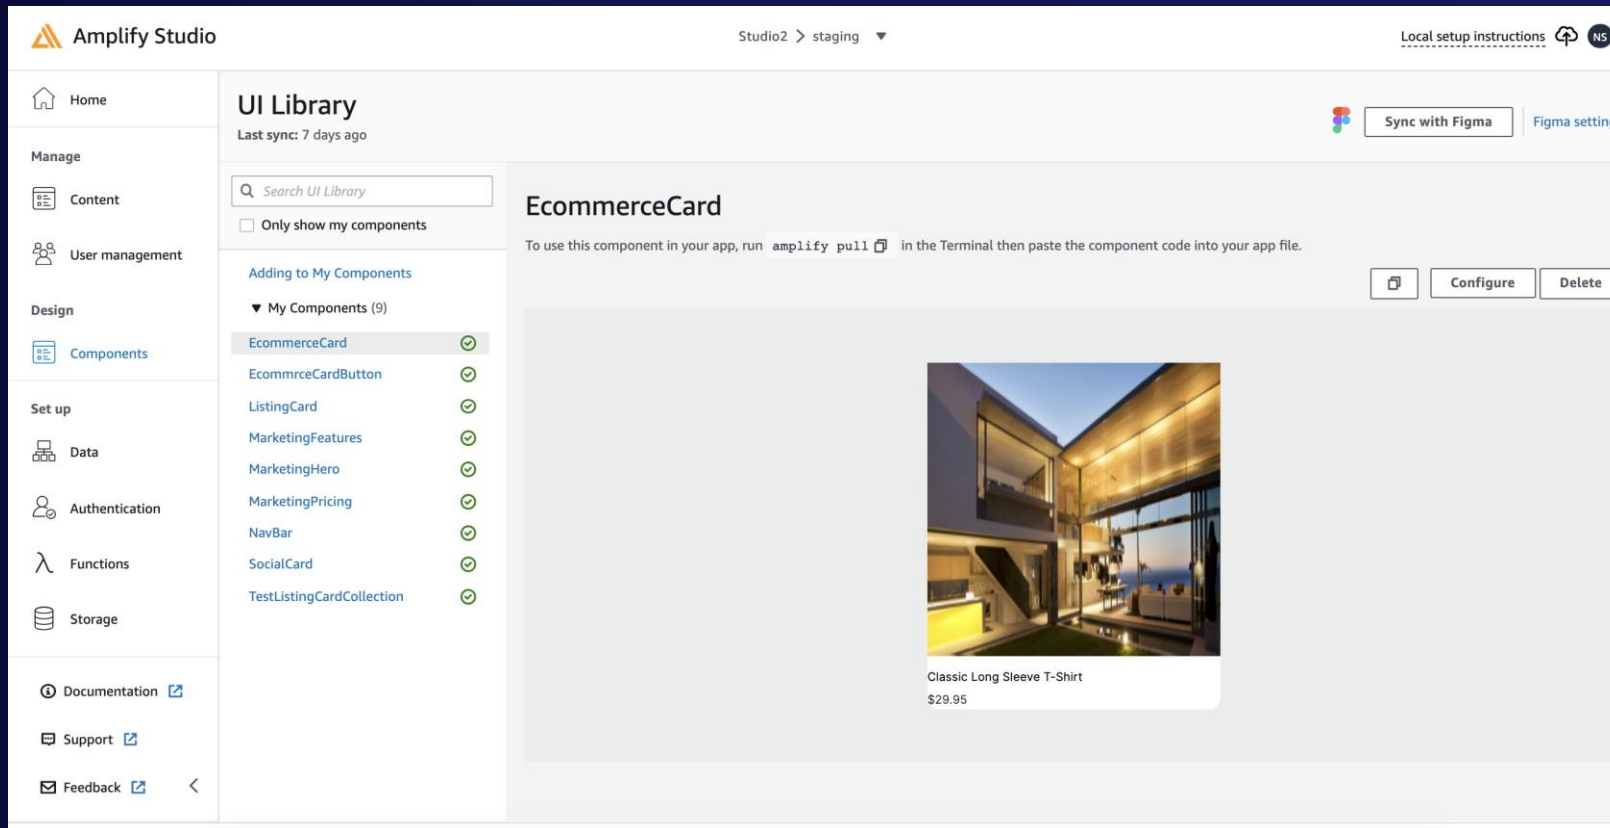 Amplify Studio
Studio2 > staging
Local setup instructions
NS
Home
Manage
Content
User management
Design
Components
Set up
Data
Authentication
Functions
Storage
Documentation
Support
Feedback
UI Library
Last sync: 7 days ago
Sync with Figma
Figma settin
Search UI Library
Only show my components
Adding to My Components
My Components (9)
EcommerceCard
EcommrceCardButton
ListingCard
MarketingFeatures
MarketingHero
MarketingPricing
NavBar
SocialCard
TestListingCardCollection
EcommerceCard
To use this component in your app, run amplify pull in the Terminal then paste the component code into your app file.
Configure
Delete
Classic Long Sleeve T-Shirt
$29.95